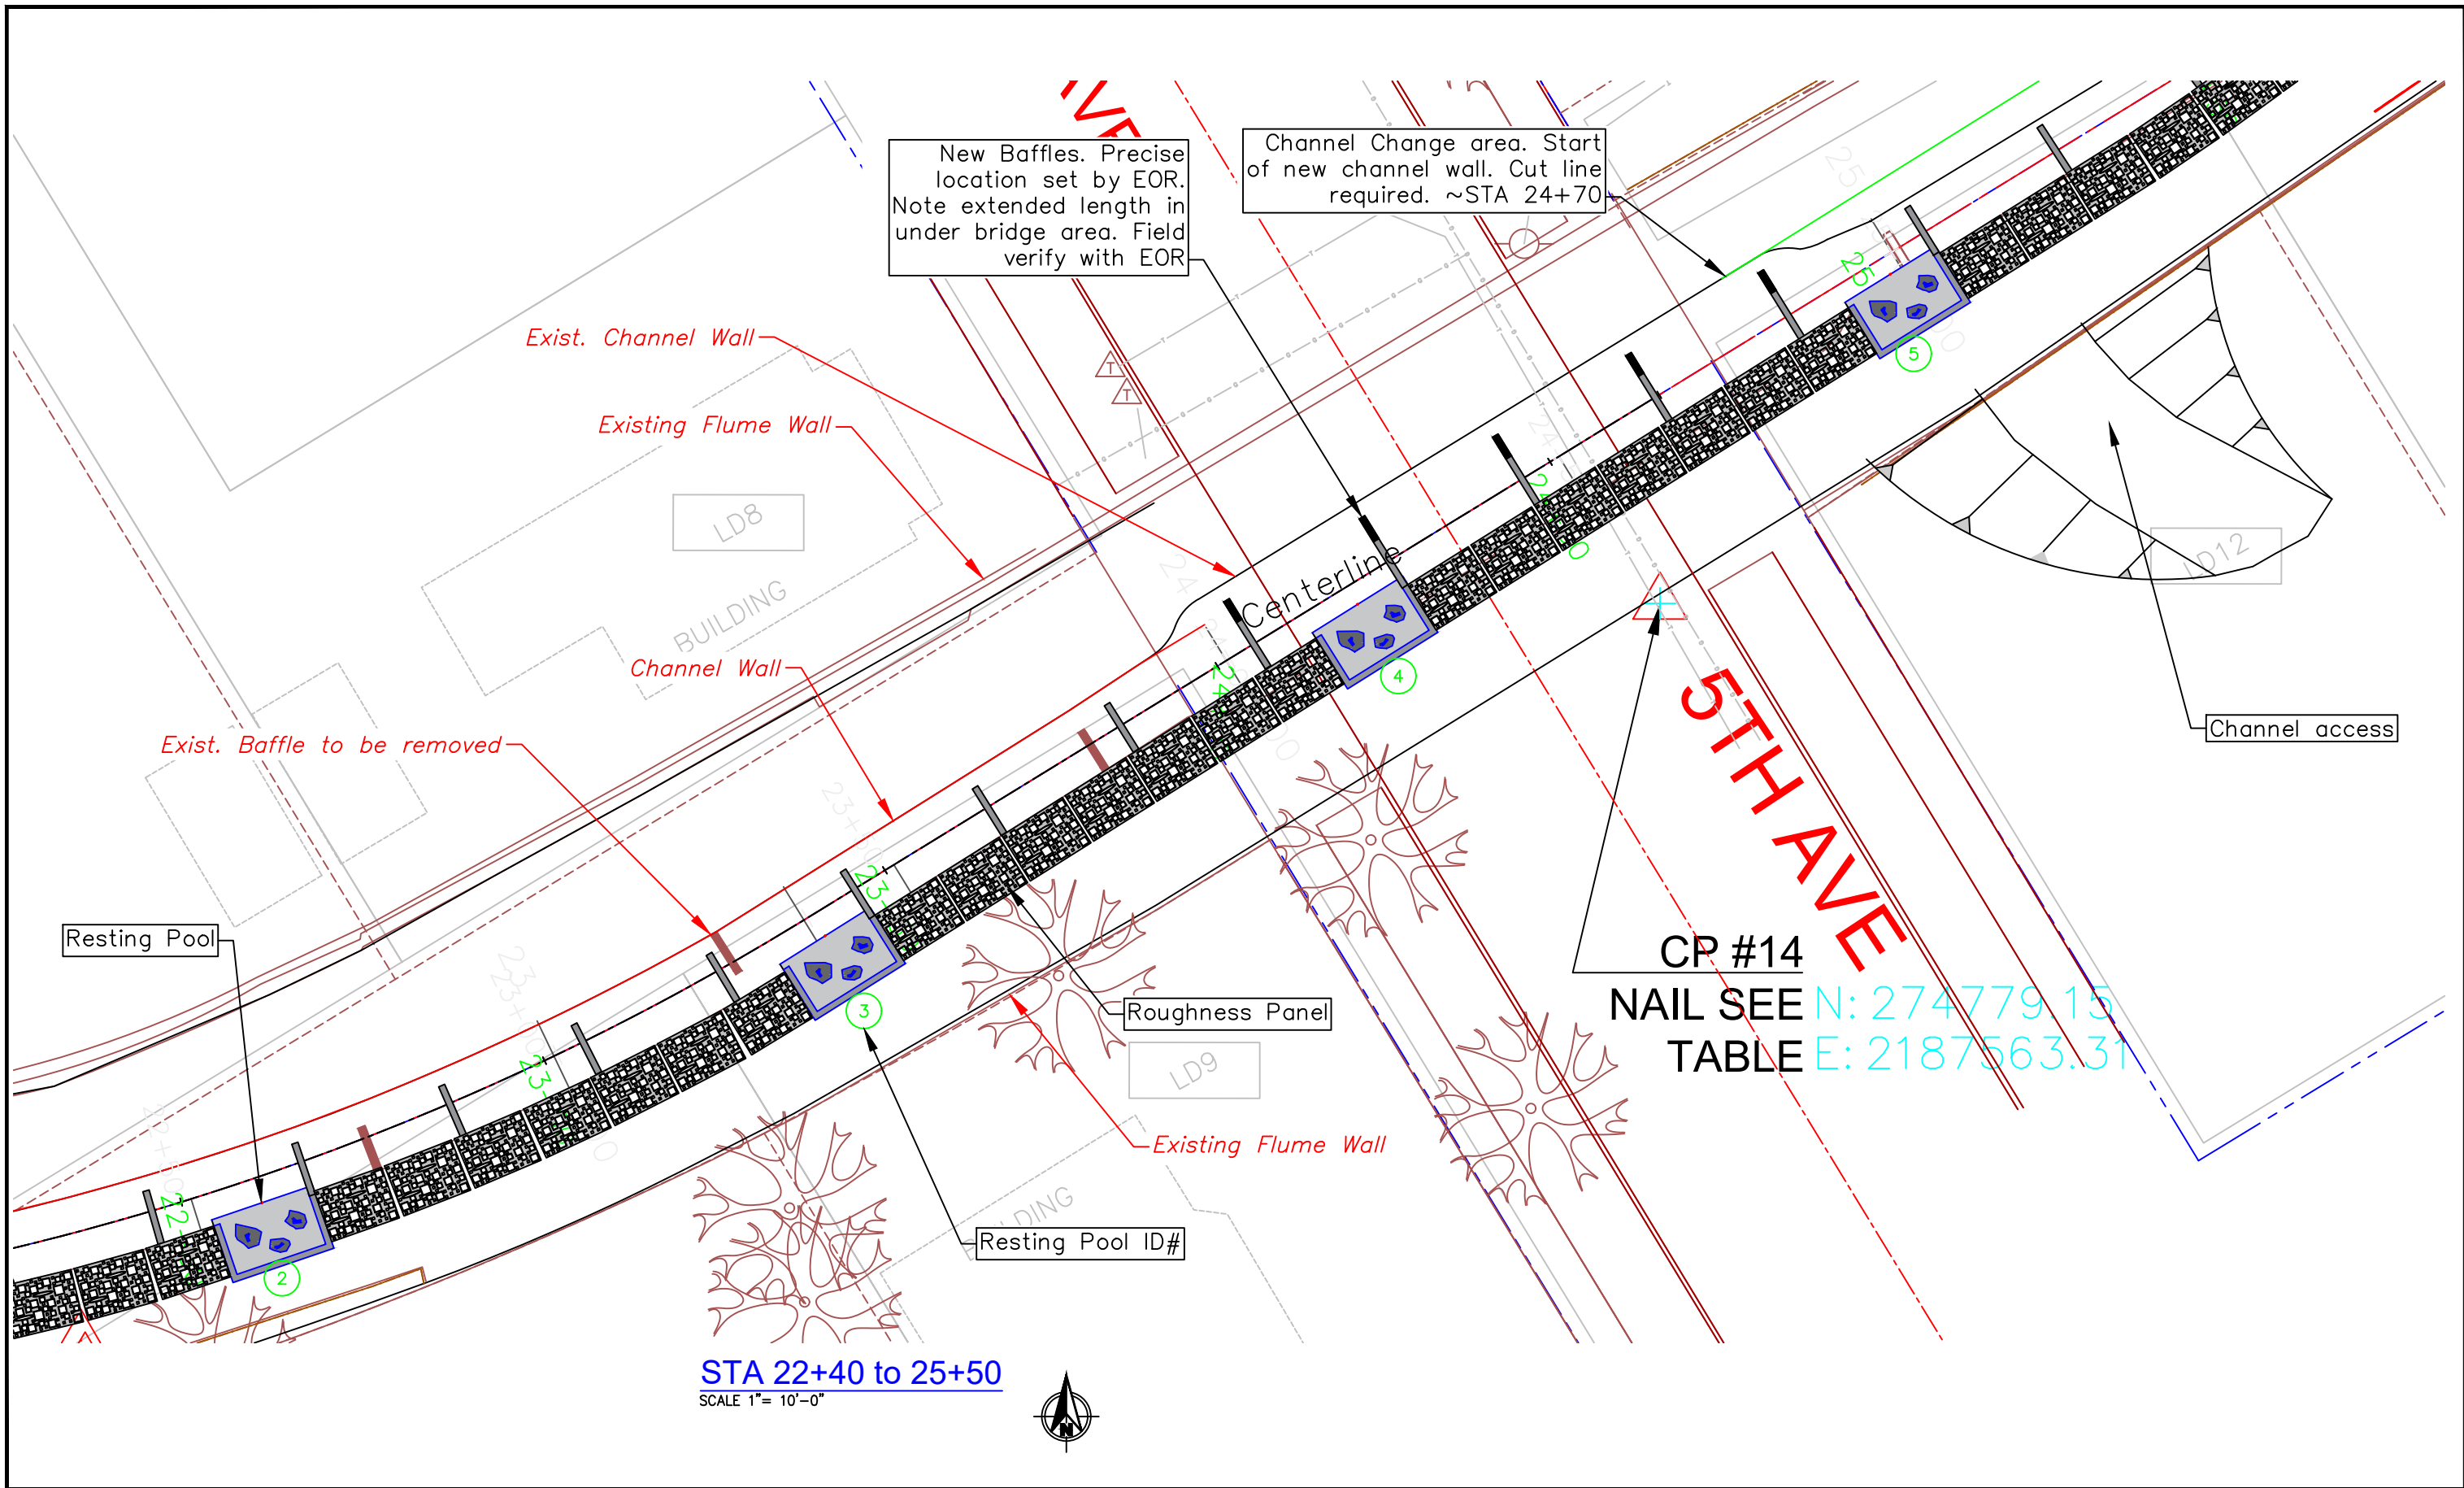 New Baffles. Precise
location set by EOR.
Note extended length in
under bridge area. Field
verify with EOR
Channel Change area. Start
of new channel wall. Cut line
required. ~STA 24+70
Exist. Channel Wall
Existing Flume Wall
T
T
LD8
BUILDING
Centerline
5
LD12
4
Channel Wall
5TH AVE
Channel access
Exist. Baffle to be removed
Resting Pool
3
Roughness Panel
CP #14
NAIL SEE
TABLE
N: 274779.15
E: 2187563.31
LD9
Existing Flume Wall
Resting Pool ID#
2
STA 22+40 to 25+50
SCALE 1"= 10'-0"
N